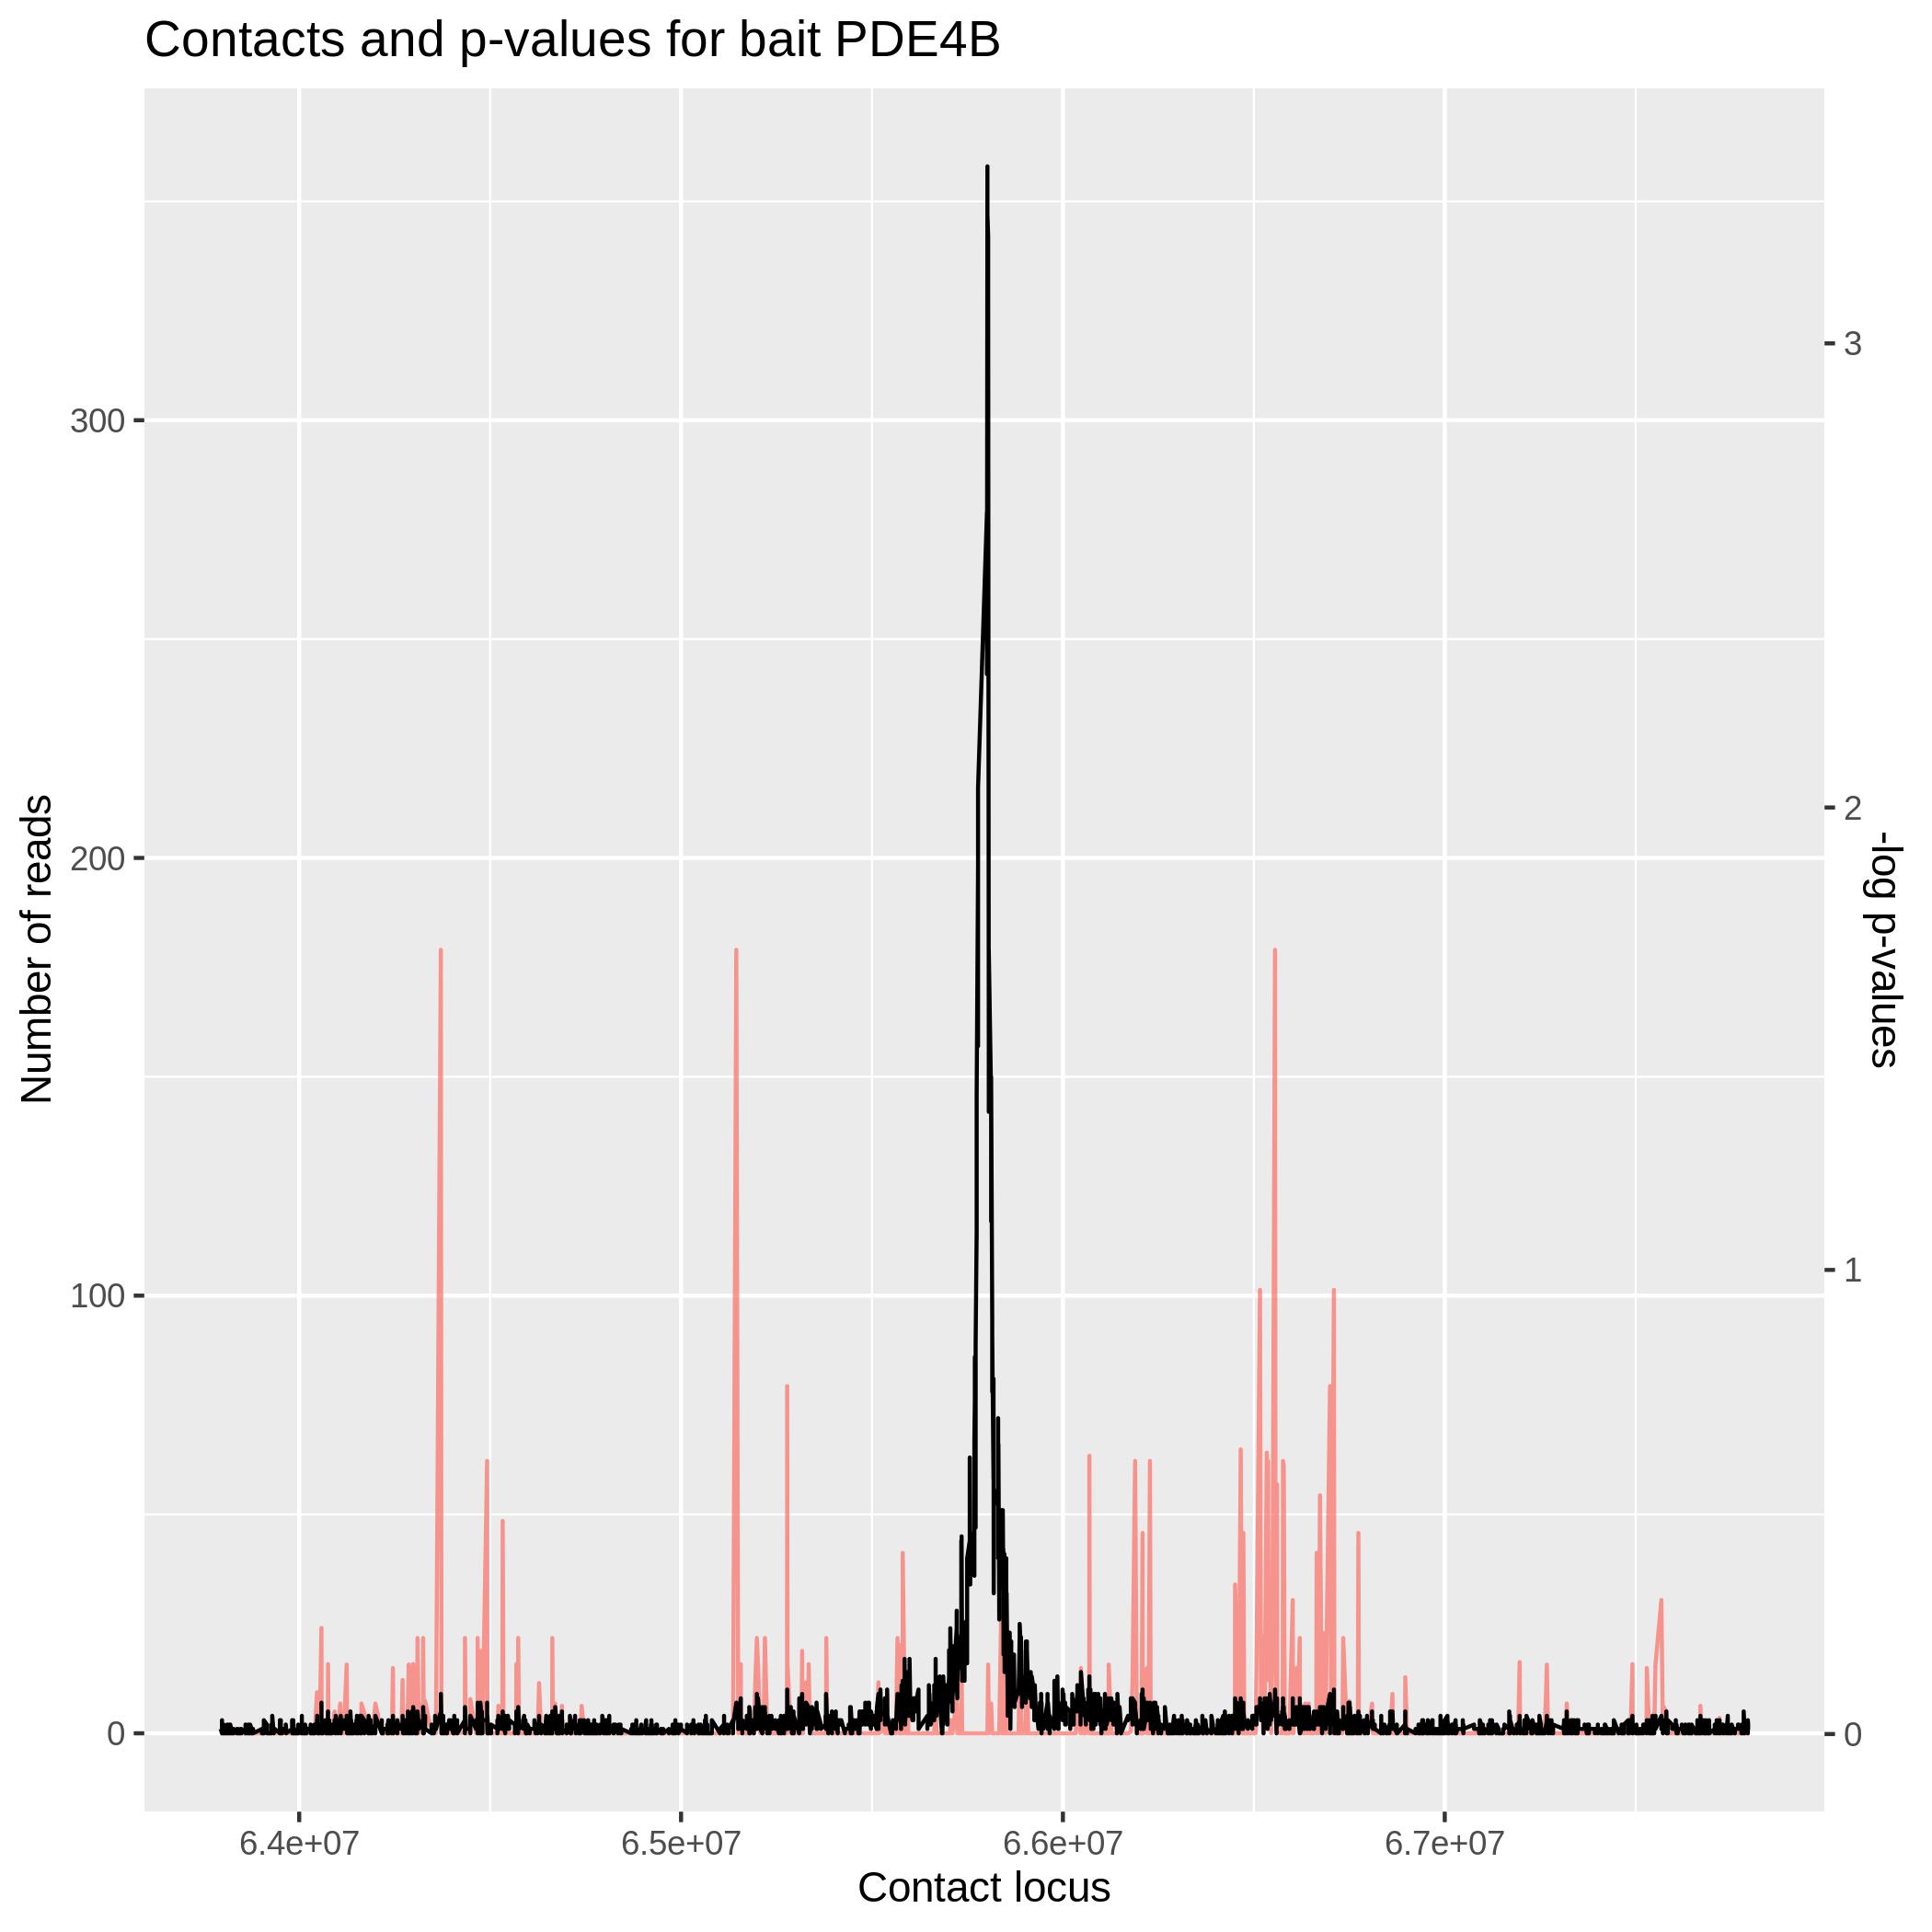 Contacts and p-values for bait PDE4B
Number of reads
300
200
100
0
3
2
1
0
-log p-values
6.4e+07
6.5e+07
6.6e+07
6.7e+07
Contact locus